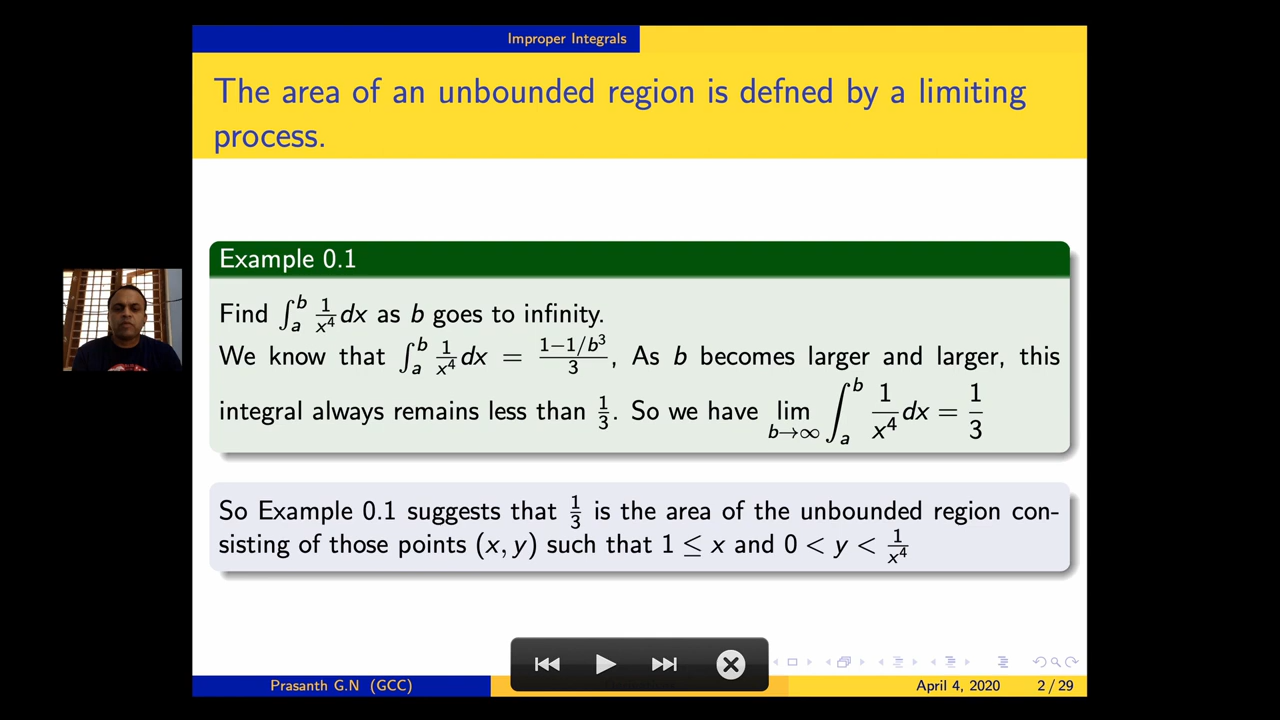 Improper Integrals
The area of an unbounded region is defned by a limiting
process.
Example 0.1
Find ∫_a^b 1/x⁴ dx as b goes to infinity.
We know that ∫_a^b 1/x⁴ dx = (1−1/b³)/3, As b becomes larger and larger, this
integral always remains less than 1/3. So we have lim_{b→∞} ∫_a^b 1/x⁴ dx = 1/3
So Example 0.1 suggests that 1/3 is the area of the unbounded region con-
sisting of those points (x, y) such that 1 ≤ x and 0 < y < 1/x⁴
Prasanth G.N (GCC)
April 4, 2020
2 / 29